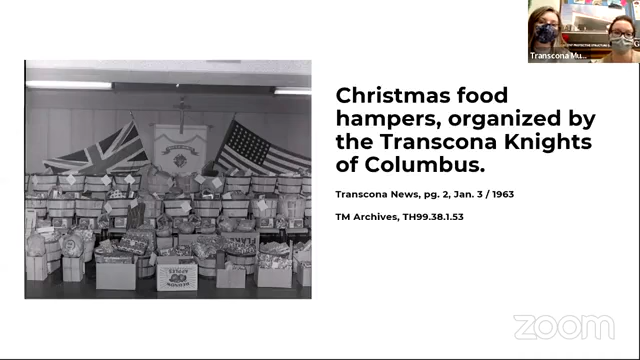 Christmas food
hampers, organized by
the Transcona Knights
of Columbus.
Transcona News, pg. 2, Jan. 3 / 1963
TM Archives, TH99.38.1.53
Transcona Mu...
zoom